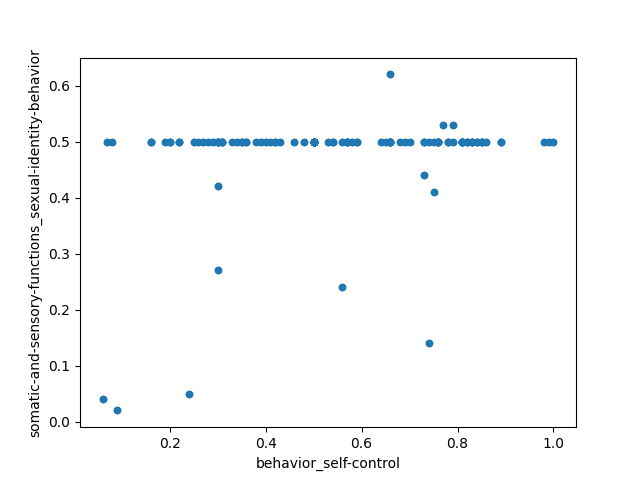 somatic-and-sensory-functions_sexual-identity-behavior
0.6
0.5
0.4
0.3
0.2
0.1
0.0
0.2 0.4 0.6 0.8 1.0
behavior_self-control